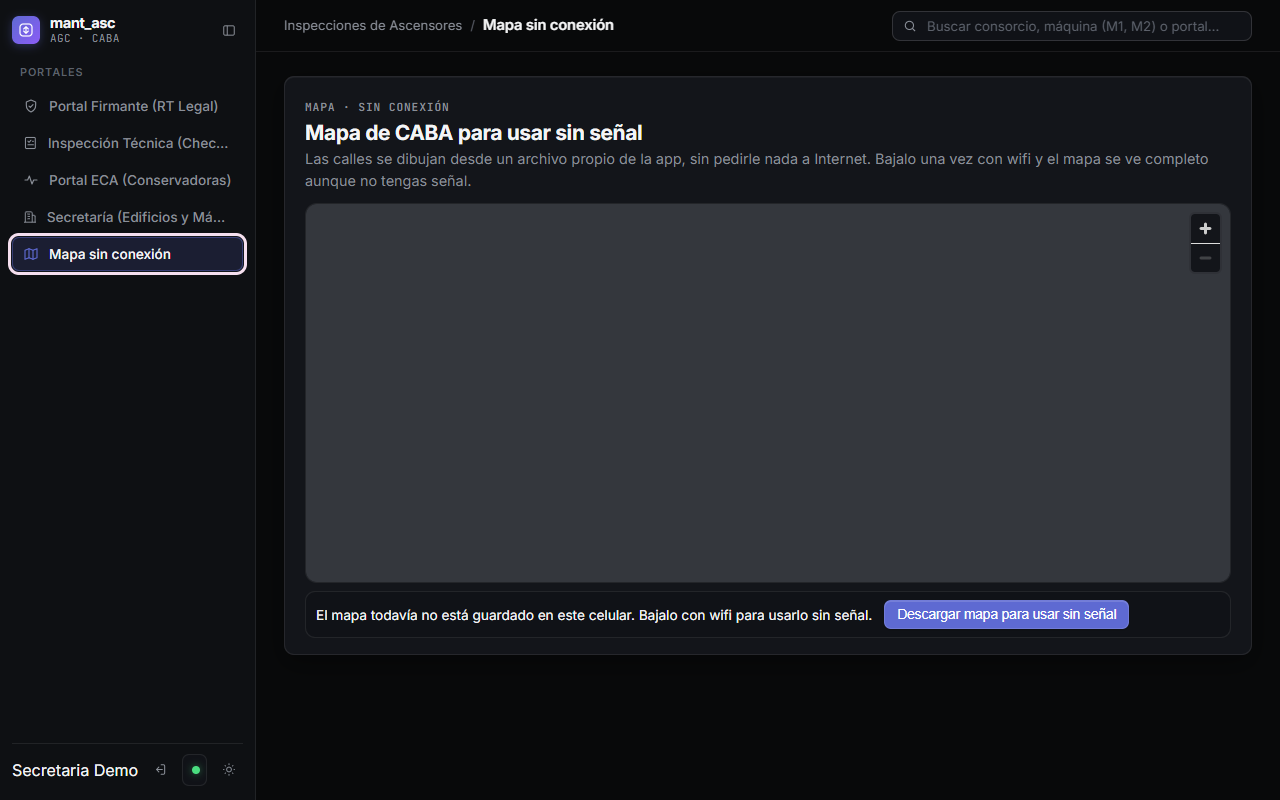 mant_asc
AGC · CABA
PORTALES
Portal Firmante (RT Legal)
Inspección Técnica (Chec...
Portal ECA (Conservadoras)
Secretaría (Edificios y Má...
Mapa sin conexión
Secretaria Demo
Inspecciones de Ascensores / Mapa sin conexión
Buscar consorcio, máquina (M1, M2) o portal...
MAPA · SIN CONEXIÓN
Mapa de CABA para usar sin señal
Las calles se dibujan desde un archivo propio de la app, sin pedirle nada a Internet. Bajalo una vez con wifi y el mapa se ve completo
aunque no tengas señal.
+
−
El mapa todavía no está guardado en este celular. Bajalo con wifi para usarlo sin señal.
Descargar mapa para usar sin señal